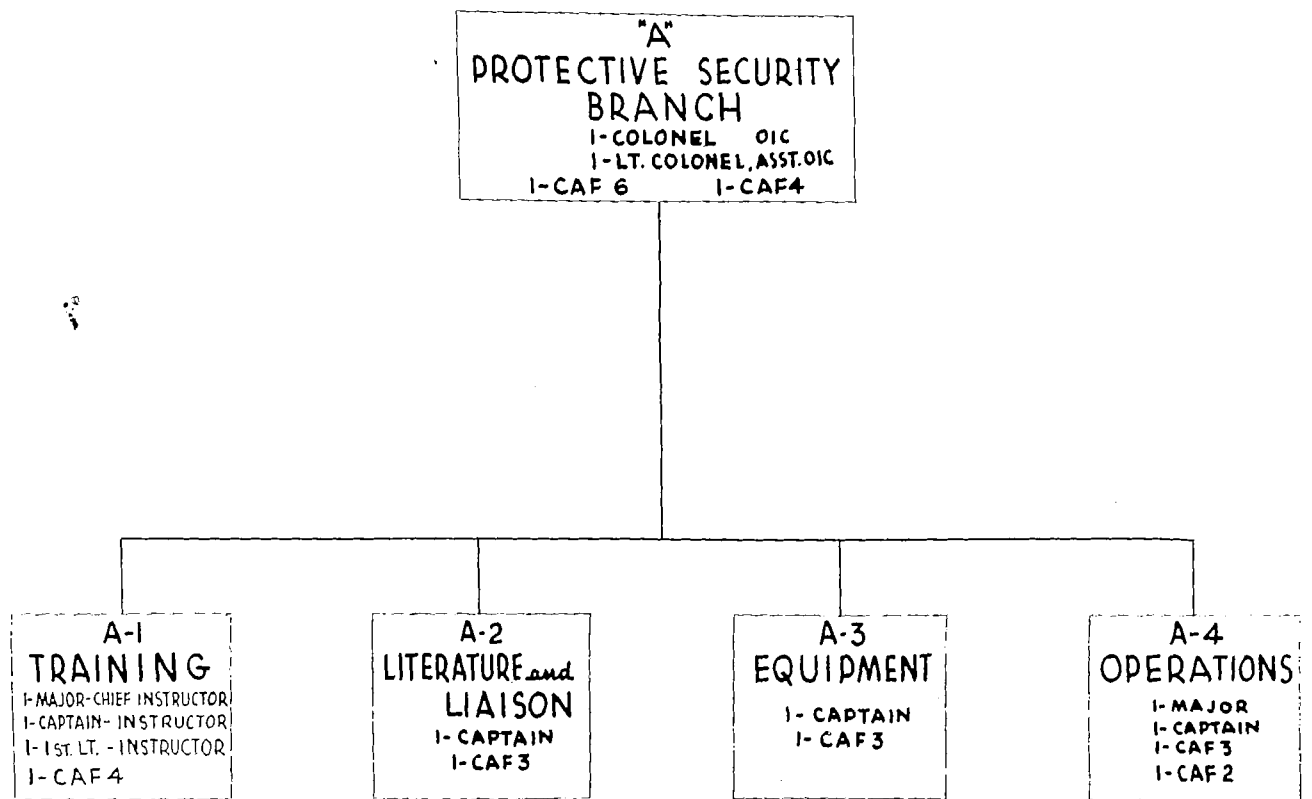 "A"
PROTECTIVE SECURITY
BRANCH
1-COLONEL OIC
1-LT. COLONEL, ASST. OIC
1-CAF 6 1-CAF4
A-1
TRAINING
1-MAJOR-CHIEF INSTRUCTOR
1-CAPTAIN-INSTRUCTOR
1-1ST. LT. -INSTRUCTOR
1-CAF 4
A-2
LITERATURE and
LIAISON
1-CAPTAIN
1-CAF3
A-3
EQUIPMENT
1-CAPTAIN
1-CAF3
A-4
OPERATIONS
1-MAJOR
1-CAPTAIN
1-CAF3
1-CAF2